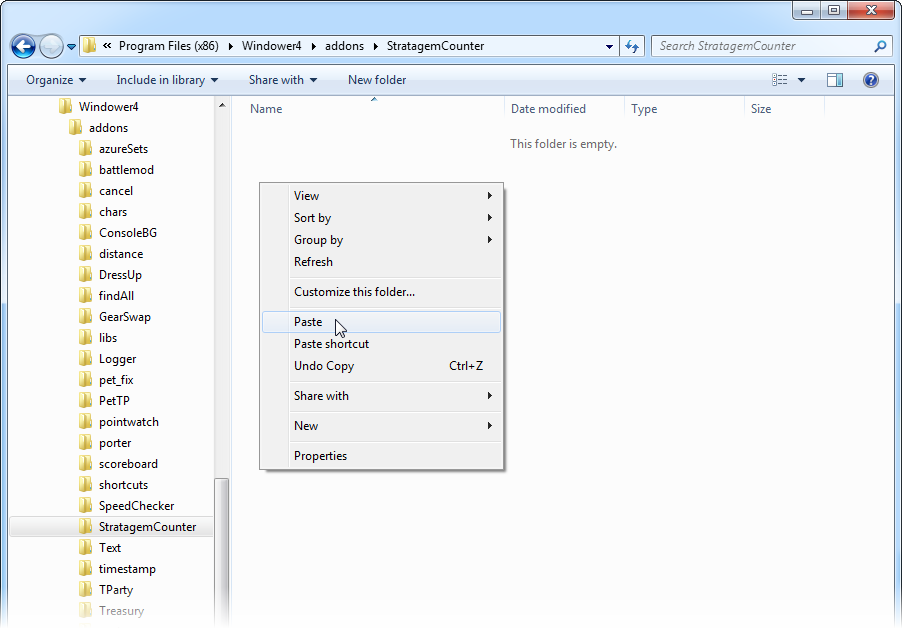 « Program Files (x86) ▸ Windower4 ▸ addons ▸ StratagemCounter
Search StratagemCounter
Organize Include in library Share with New folder
Name Date modified Type Size
This folder is empty.
Windower4
addons
azureSets
battlemod
cancel
chars
ConsoleBG
distance
DressUp
findAll
GearSwap
libs
Logger
pet_fix
PetTP
pointwatch
porter
scoreboard
shortcuts
SpeedChecker
StratagemCounter
Text
timestamp
TParty
Treasury
View
Sort by
Group by
Refresh
Customize this folder...
Paste
Paste shortcut
Undo Copy Ctrl+Z
Share with
New
Properties